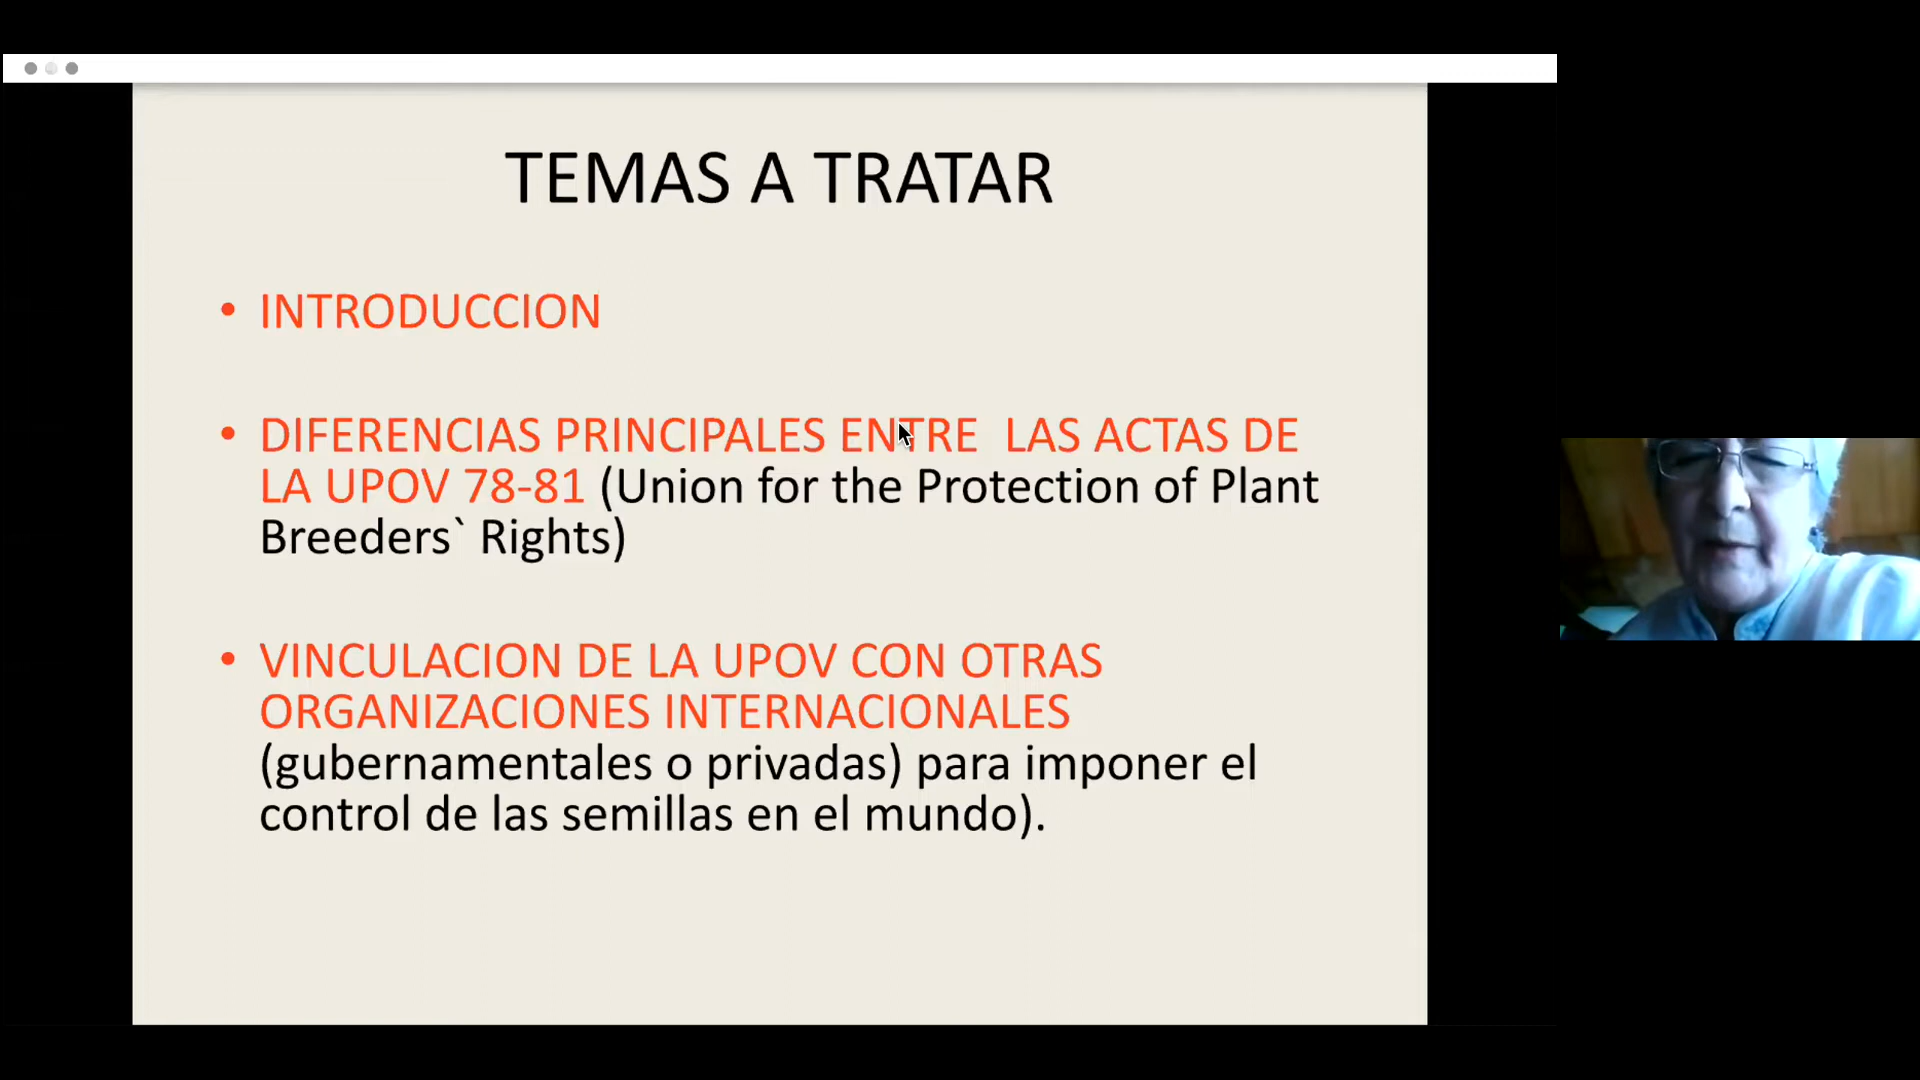 TEMAS A TRATAR
• INTRODUCCION
• DIFERENCIAS PRINCIPALES ENTRE  LAS ACTAS DE
LA UPOV 78-81 (Union for the Protection of Plant
Breeders` Rights)
• VINCULACION DE LA UPOV CON OTRAS
ORGANIZACIONES INTERNACIONALES
(gubernamentales o privadas) para imponer el
control de las semillas en el mundo).